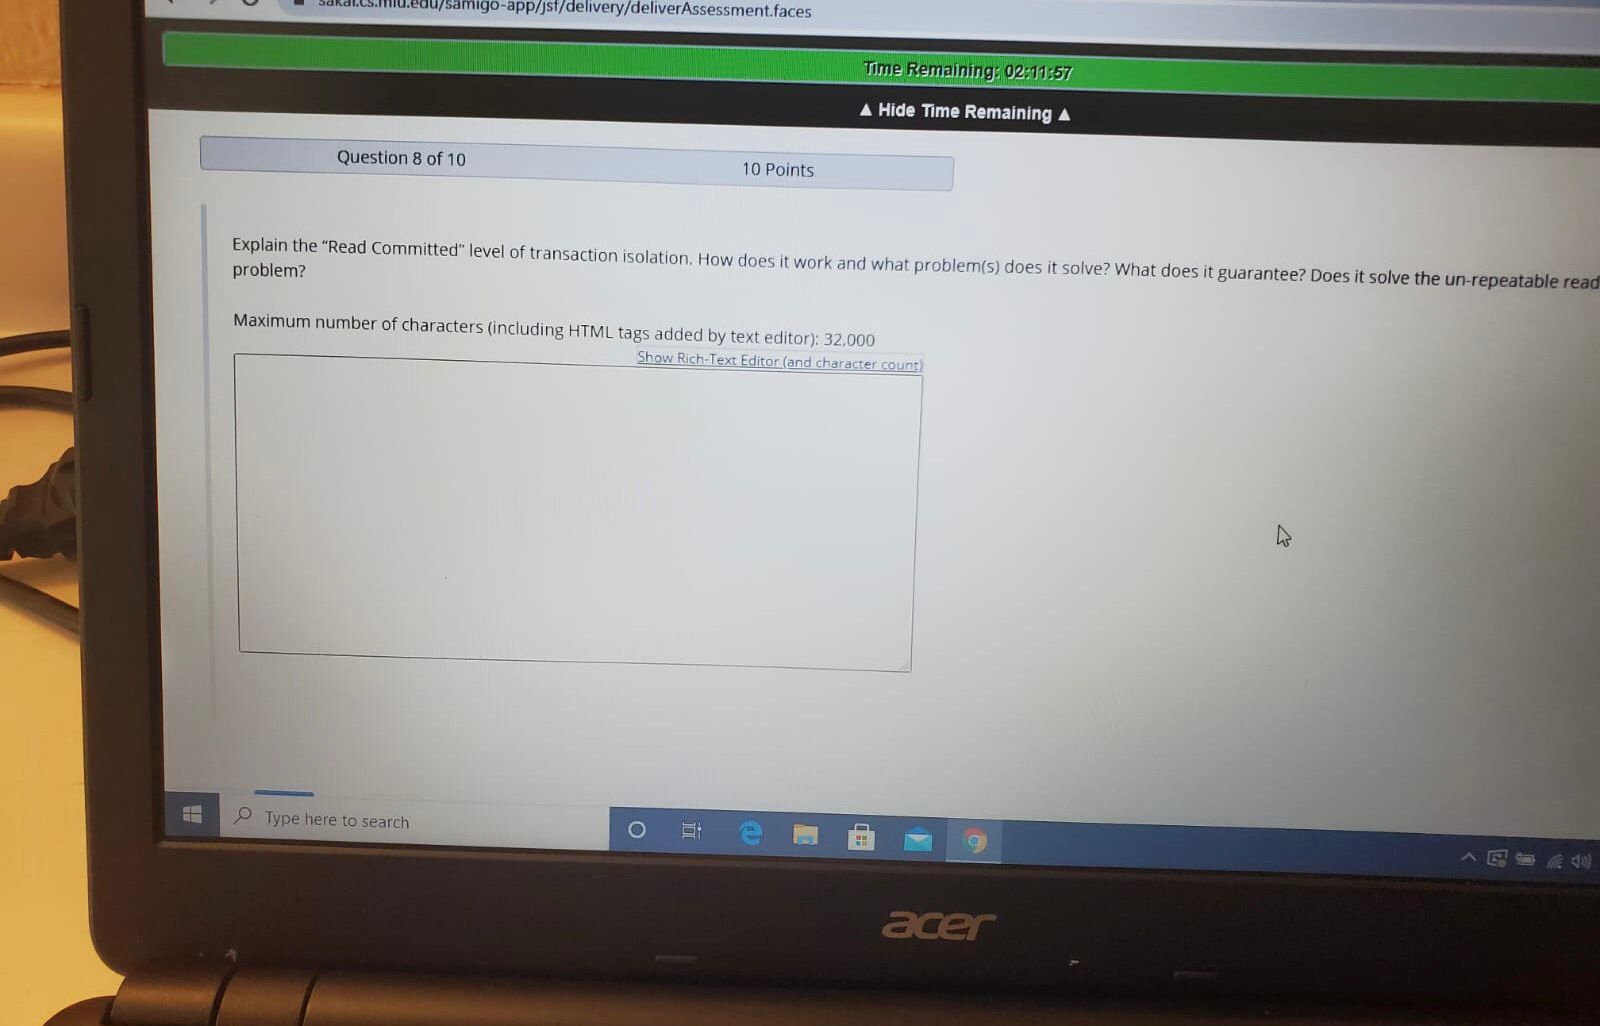 sakai.cs.miu.edu/samigo-app/jsf/delivery/deliverAssessment.faces
Time Remaining: 02:11:57
▲ Hide Time Remaining ▲
Question 8 of 10 10 Points
Explain the “Read Committed” level of transaction isolation. How does it work and what problem(s) does it solve? What does it guarantee? Does it solve the un-repeatable read
problem?
Maximum number of characters (including HTML tags added by text editor): 32,000
Show Rich-Text Editor (and character count)
Type here to search
acer